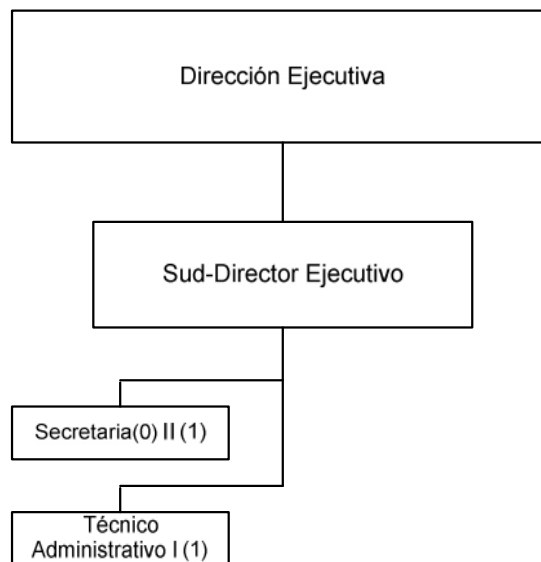 Dirección Ejecutiva
Sud-Director Ejecutivo
Secretaria(0) II (1)
Técnico
Administrativo I (1)